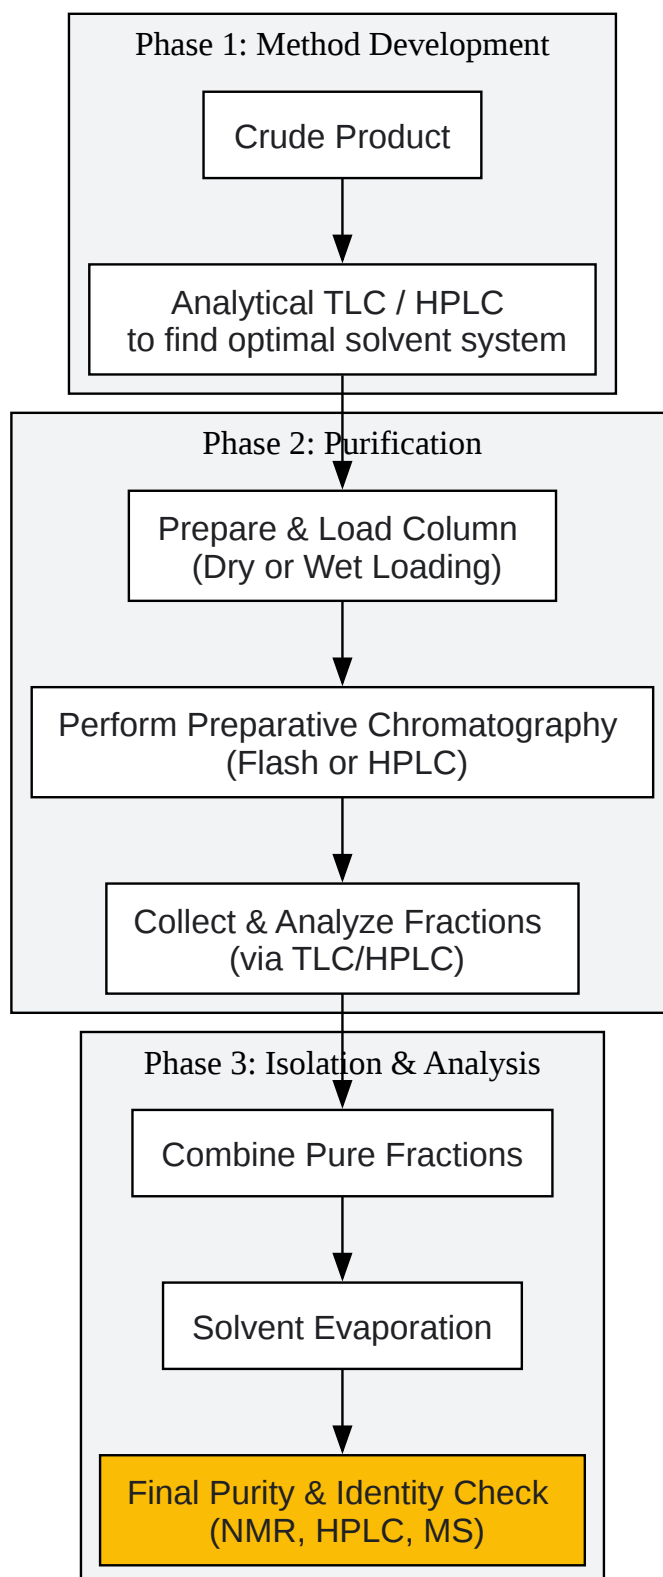 Phase 1: Method Development
Crude Product
Analytical TLC / HPLC
to find optimal solvent system
Phase 2: Purification
Prepare & Load Column
(Dry or Wet Loading)
Perform Preparative Chromatography
(Flash or HPLC)
Collect & Analyze Fractions
(via TLC/HPLC)
Phase 3: Isolation & Analysis
Combine Pure Fractions
Solvent Evaporation
Final Purity & Identity Check
(NMR, HPLC, MS)